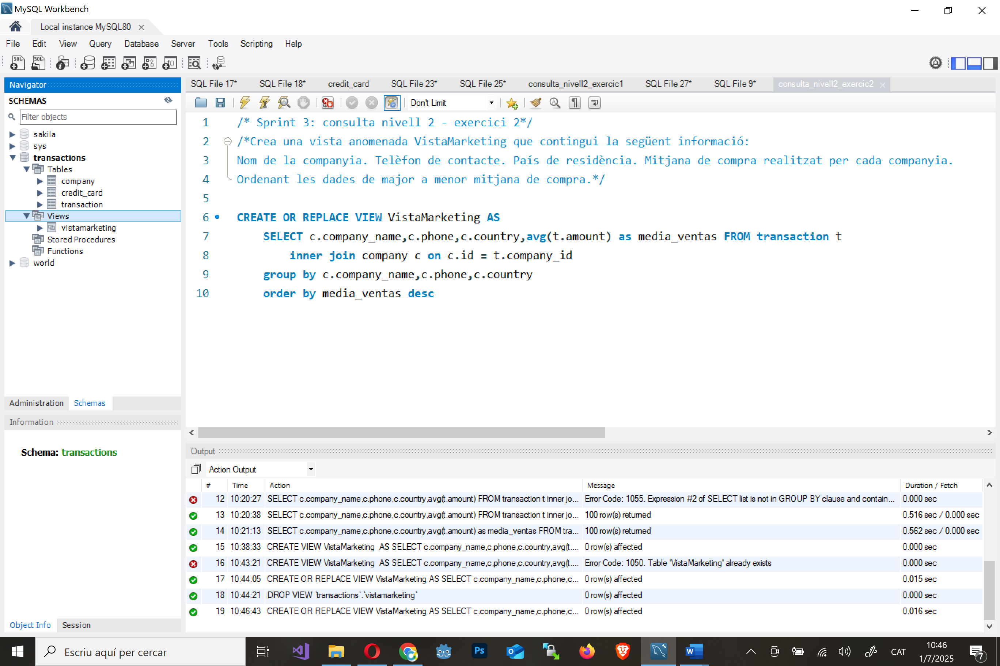 MySQL Workbench
Local instance MySQL80
File Edit View Query Database Server Tools Scripting Help
Navigator
SCHEMAS
Filter objects
sakila
sys
transactions
Tables
company
credit_card
transaction
Views
vistamarketing
Stored Procedures
Functions
world
Administration Schemas
Information
Schema: transactions
Object Info Session
SQL File 17* SQL File 18* credit_card SQL File 23* SQL File 25* consulta_nivell2_exercic1 SQL File 27* SQL File 9* consulta_nivell2_exercic2
Don't Limit
1 /* Sprint 3: consulta nivell 2 - exercici 2*/
2 /*Crea una vista anomenada VistaMarketing que contingui la següent informació:
3 Nom de la companyia. Telèfon de contacte. País de residència. Mitjana de compra realitzat per cada companyia.
4 Ordenant les dades de major a menor mitjana de compra.*/
5
6 CREATE OR REPLACE VIEW VistaMarketing AS
7 SELECT c.company_name,c.phone,c.country,avg(t.amount) as media_ventas FROM transaction t
8 inner join company c on c.id = t.company_id
9 group by c.company_name,c.phone,c.country
10 order by media_ventas desc
Output
Action Output
# Time Action Message Duration / Fetch
12 10:20:27 SELECT c.company_name,c.phone,c.country,avg(t.amount) FROM transaction t inner jo... Error Code: 1055. Expression #2 of SELECT list is not in GROUP BY clause and contain... 0.000 sec
13 10:20:38 SELECT c.company_name,c.phone,c.country,avg(t.amount) FROM transaction t inner jo... 100 row(s) returned 0.516 sec / 0.000 sec
14 10:21:13 SELECT c.company_name,c.phone,c.country,avg(t.amount) as media_ventas FROM tra... 100 row(s) returned 0.562 sec / 0.000 sec
15 10:38:33 CREATE VIEW VistaMarketing AS SELECT c.company_name,c.phone,c.country,avg(t.... 0 row(s) affected 0.000 sec
16 10:43:21 CREATE VIEW VistaMarketing AS SELECT c.company_name,c.phone,c.country,avg(t.... Error Code: 1050. Table 'VistaMarketing' already exists 0.000 sec
17 10:44:05 CREATE OR REPLACE VIEW VistaMarketing AS SELECT c.company_name,c.phone,c... 0 row(s) affected 0.015 sec
18 10:44:21 DROP VIEW `transactions`.`vistamarketing` 0 row(s) affected 0.000 sec
19 10:46:43 CREATE OR REPLACE VIEW VistaMarketing AS SELECT c.company_name,c.phone,c... 0 row(s) affected 0.016 sec
Escriu aquí per cercar
CAT
10:46
1/7/2025
7